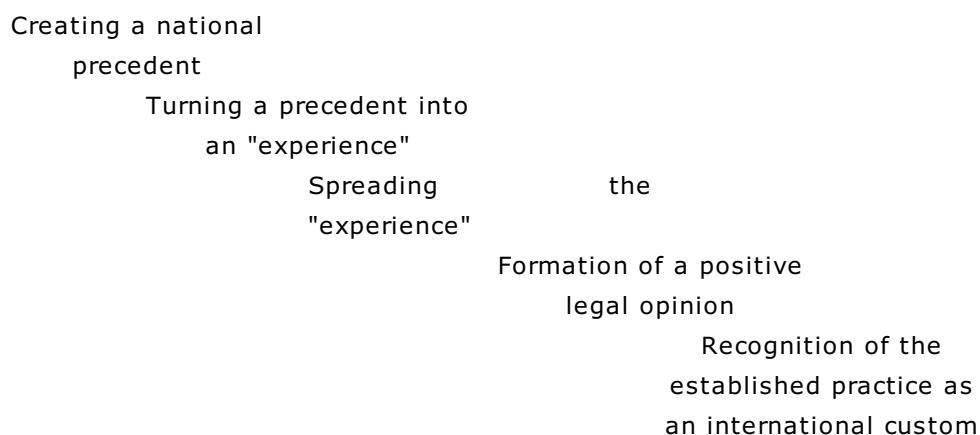 Creating a national
precedent
Turning a precedent into
an "experience"
Spreading the
"experience"
Formation of a positive
legal opinion
Recognition of the
established practice as
an international custom